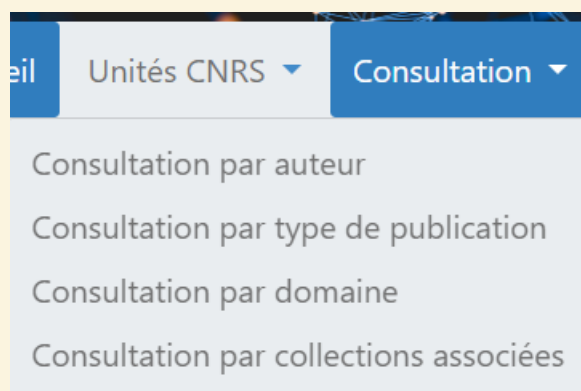 eil Unités CNRS Consultation
Consultation par auteur
Consultation par type de publication
Consultation par domaine
Consultation par collections associées